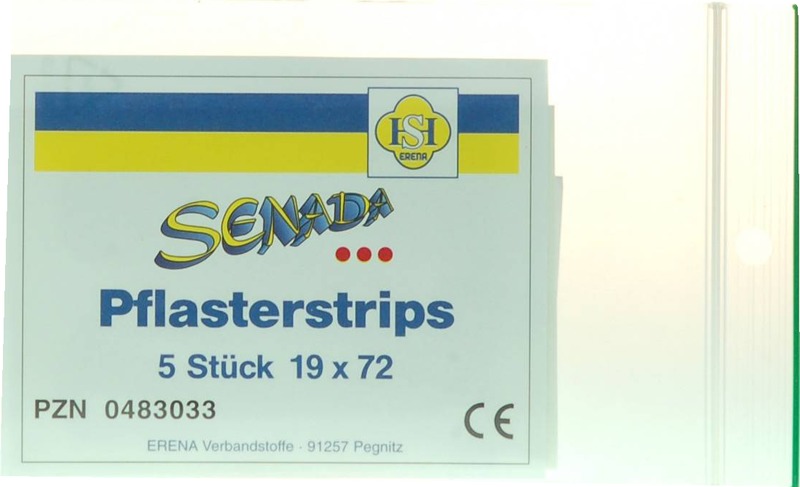 HSH
ERENA
SENADA
Pflasterstrips
5 Stück 19 x 72
PZN 0483033
CE
ERENA Verbandstoffe · 91257 Pegnitz